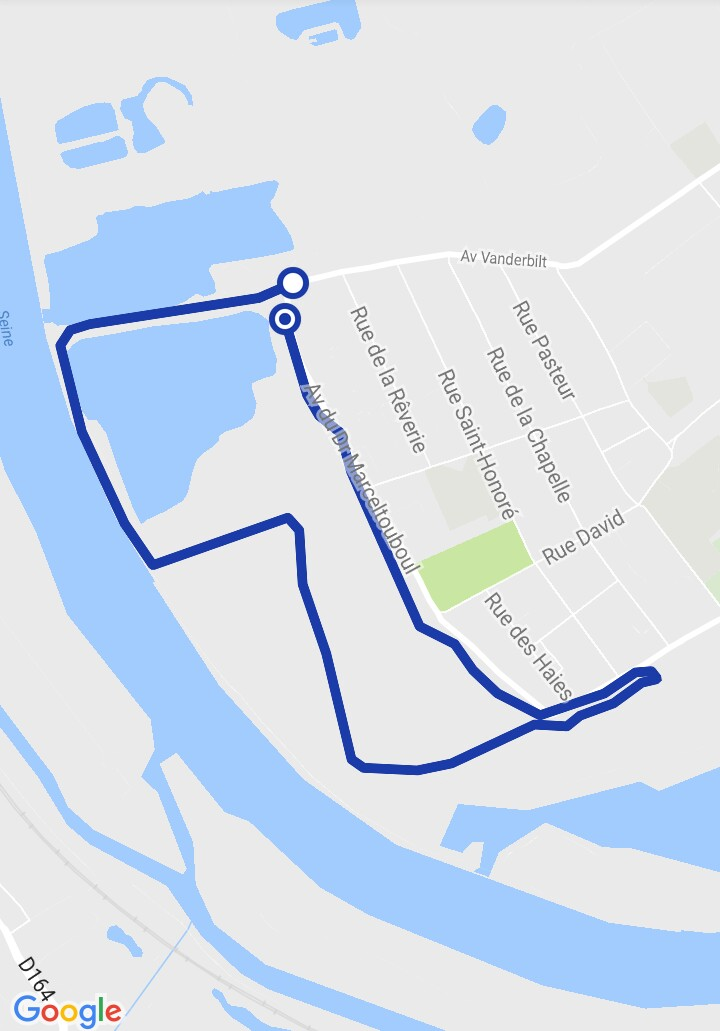 Av Vanderbilt
Seine
Rue de la Rêverie
Rue Pasteur
Rue de la Chapelle
Rue Saint-Honoré
Av du Dr Marceltouboul
Rue David
Rue des Haies
D164
Google